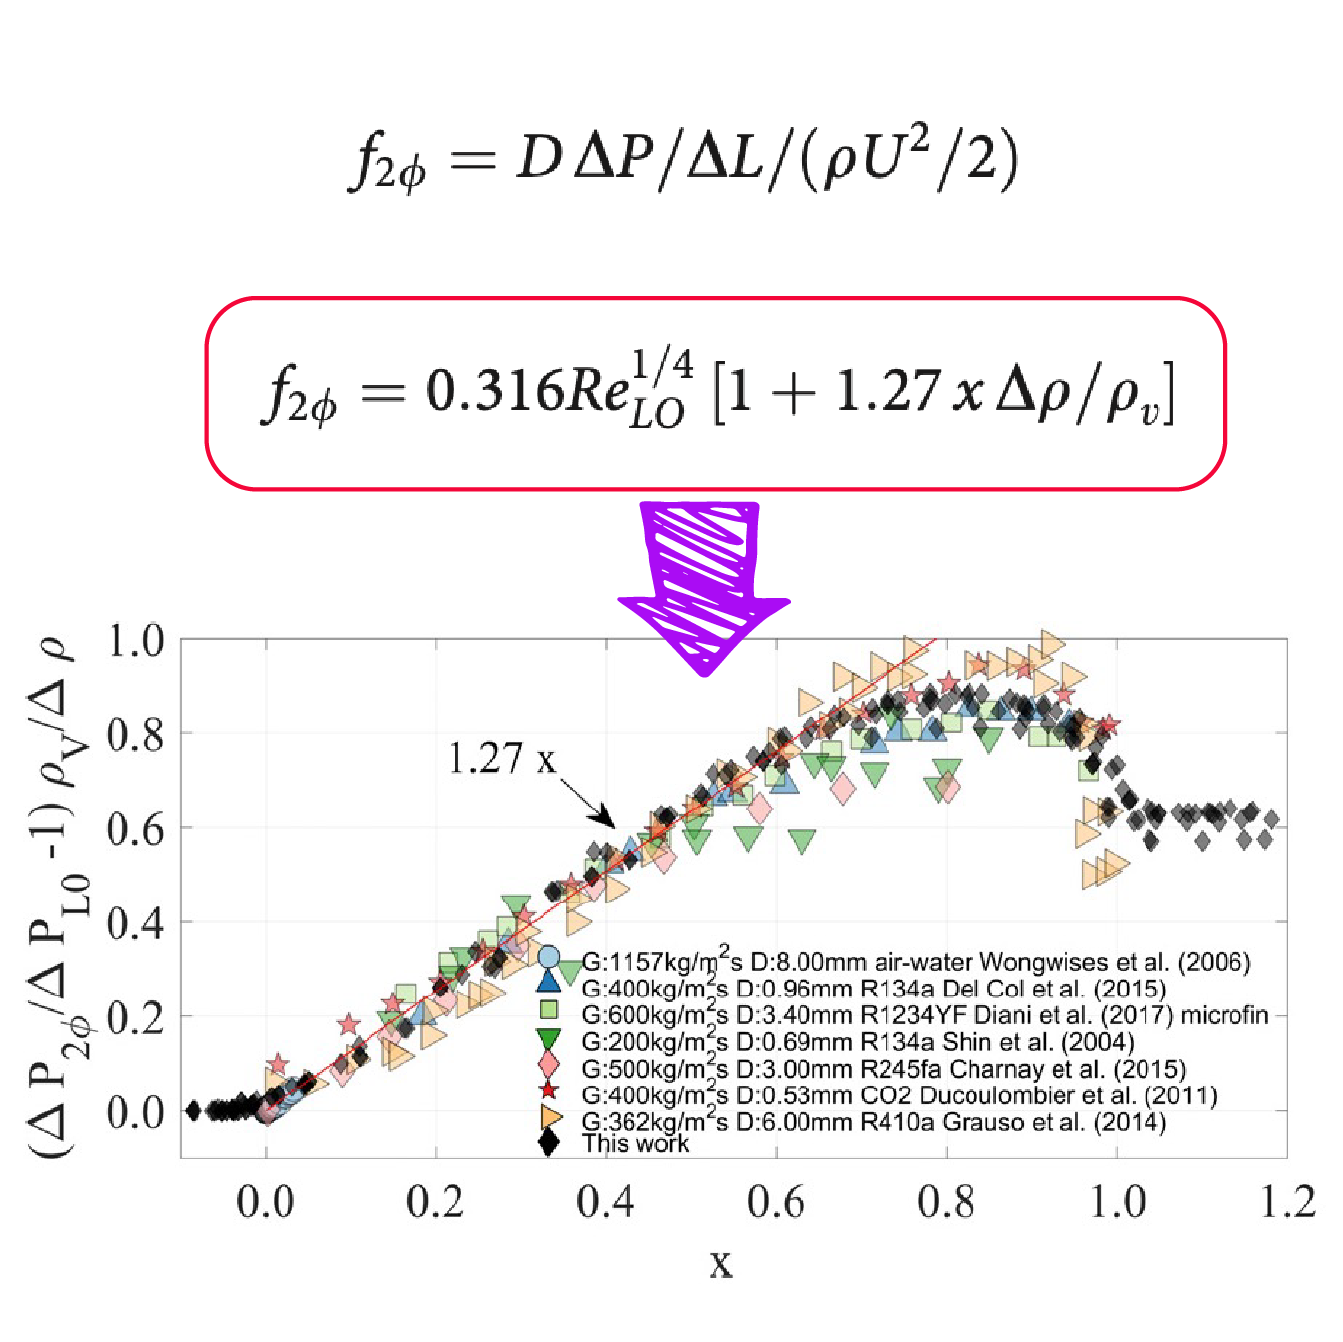 f2ϕ = D ΔP/ΔL/(ρU²/2)
f2ϕ = 0.316Re_LO^1/4 [1 + 1.27 x Δρ/ρv]
(Δ P2ϕ/Δ PL0 -1) ρV/Δ ρ
1.0
0.8
0.6
0.4
0.2
0.0
1.27 x
G:1157kg/m²s D:8.00mm air-water Wongwises et al. (2006)
G:400kg/m²s D:0.96mm R134a Del Col et al. (2015)
G:600kg/m²s D:3.40mm R1234YF Diani et al. (2017) microfin
G:200kg/m²s D:0.69mm R134a Shin et al. (2004)
G:500kg/m²s D:3.00mm R245fa Charnay et al. (2015)
G:400kg/m²s D:0.53mm CO2 Ducoulombier et al. (2011)
G:362kg/m²s D:6.00mm R410a Grauso et al. (2014)
This work
0.0 0.2 0.4 0.6 0.8 1.0 1.2
x